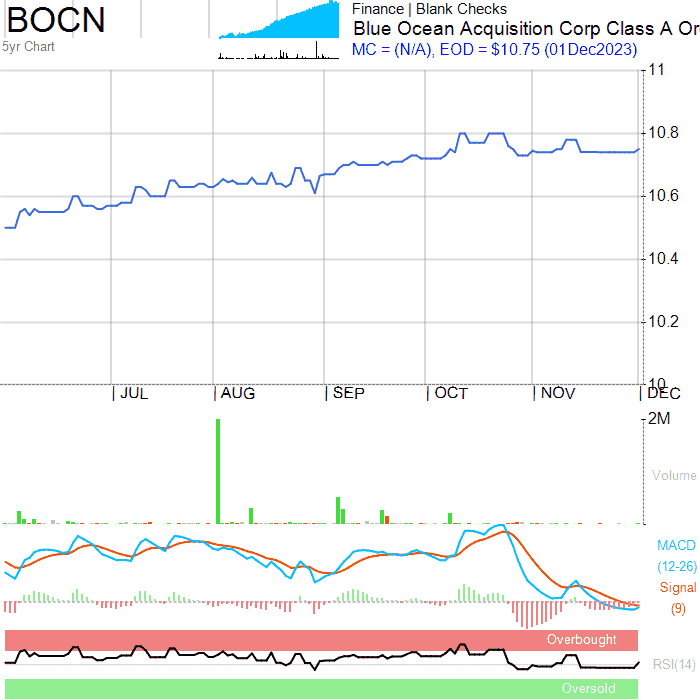 BOCN
5yr Chart
Finance | Blank Checks
Blue Ocean Acquisition Corp Class A Or
MC = (N/A), EOD = $10.75 (01Dec2023)
11
10.8
10.6
10.4
10.2
10
JUL AUG SEP OCT NOV DEC
2M
Volume
MACD
(12-26)
Signal
(9)
Overbought
RSI(14)
Oversold